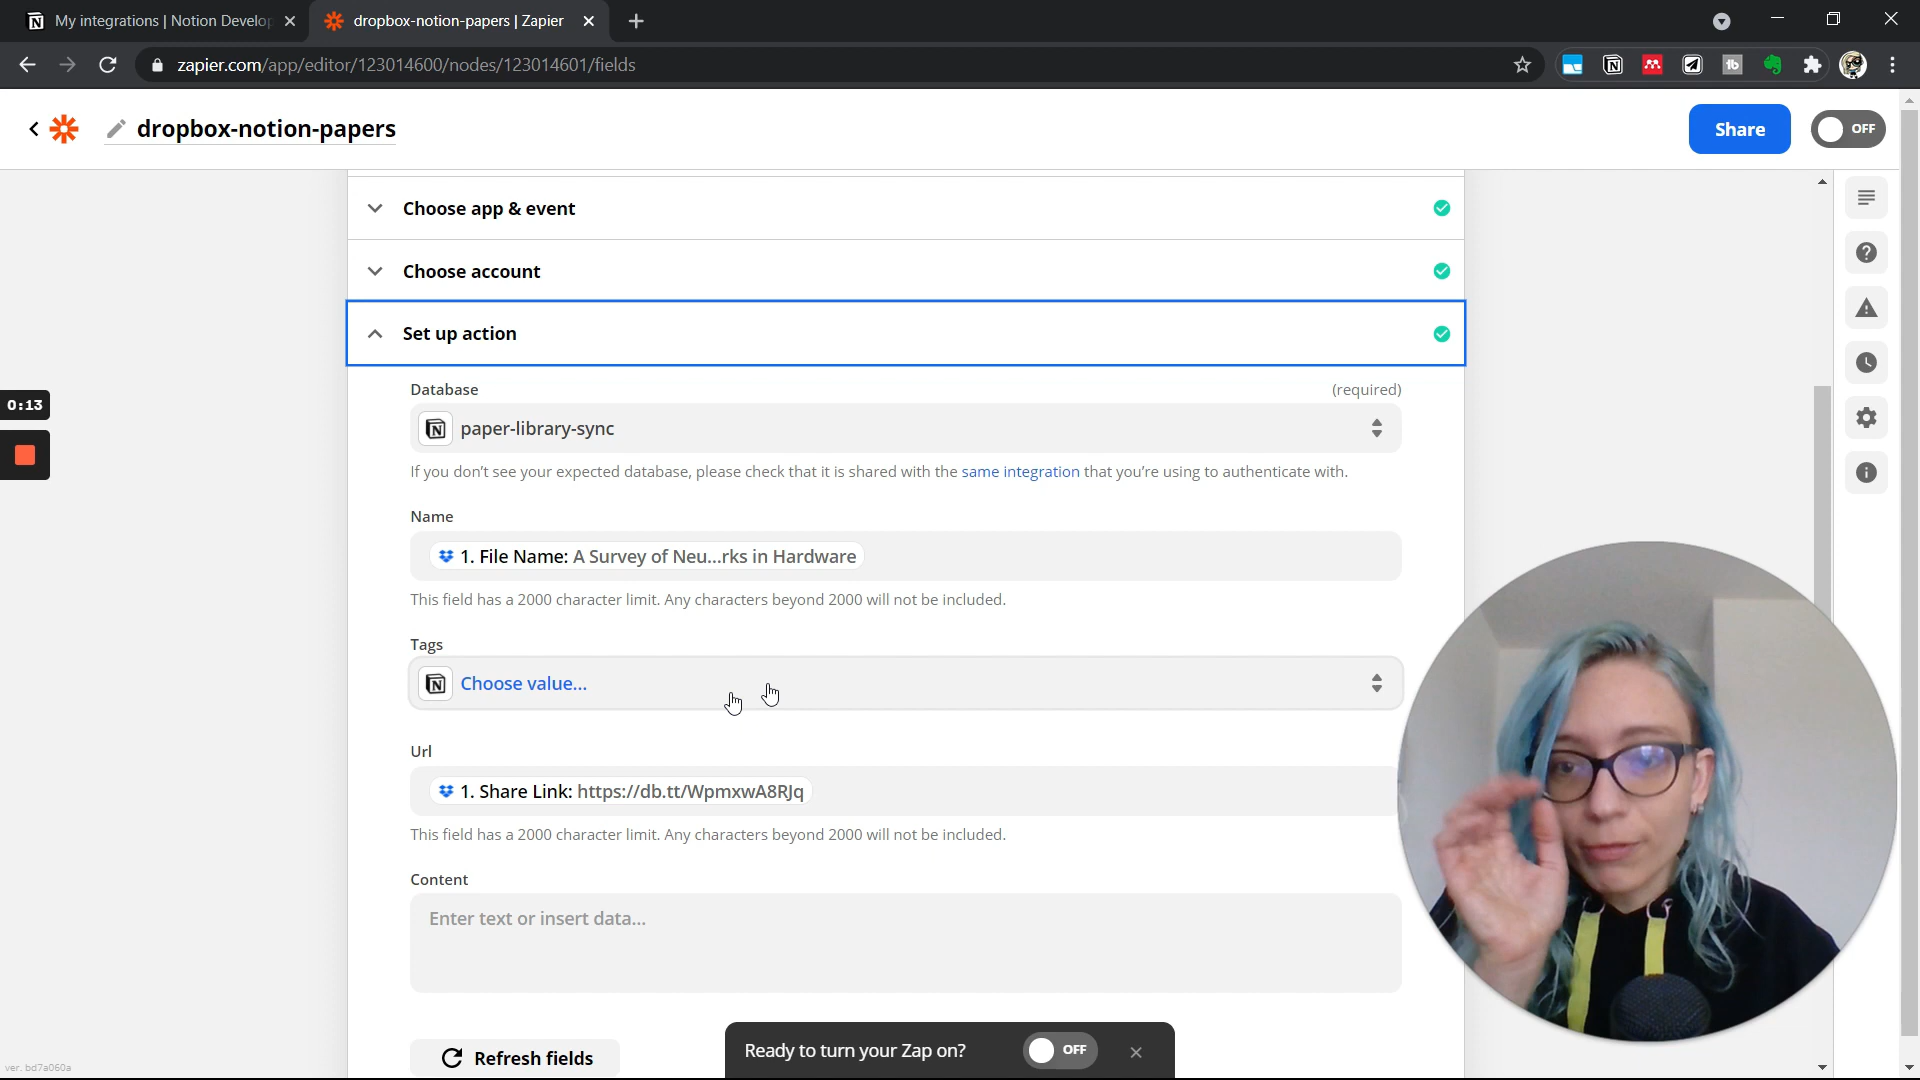 My integrations | Notion Develop
dropbox-notion-papers | Zapier
zapier.com/app/editor/123014600/nodes/123014601/fields
dropbox-notion-papers
Share
OFF
Choose app & event
Choose account
Set up action
0:13
Database
(required)
paper-library-sync
If you don't see your expected database, please check that it is shared with the same integration that you're using to authenticate with.
Name
1. File Name: A Survey of Neu...rks in Hardware
This field has a 2000 character limit. Any characters beyond 2000 will not be included.
Tags
Choose value...
Url
1. Share Link: https://db.tt/WpmxwA8RJq
This field has a 2000 character limit. Any characters beyond 2000 will not be included.
Content
Enter text or insert data...
Refresh fields
Ready to turn your Zap on?
OFF
ver. bd7a060a